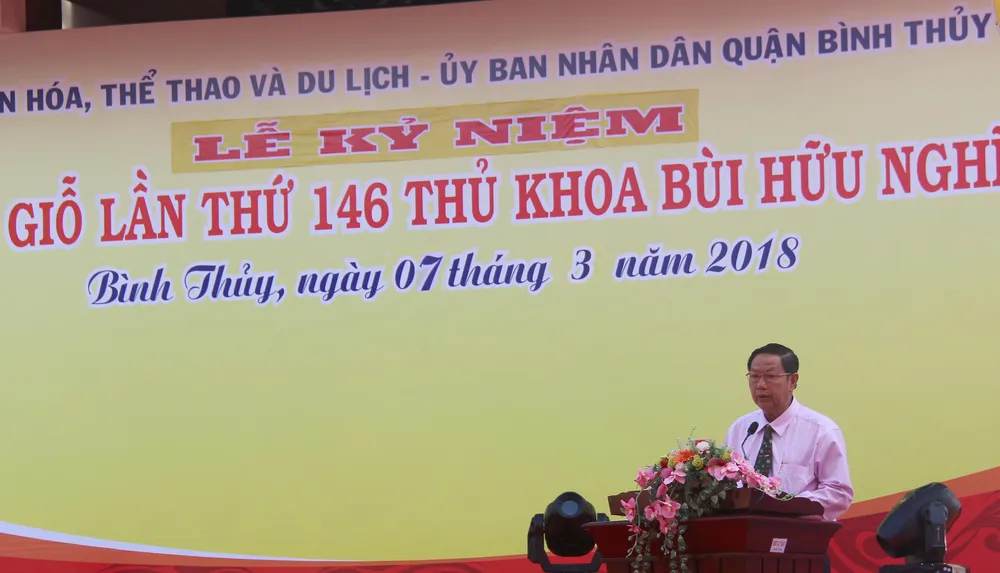 N HÓA, THỂ THAO VÀ DU LỊCH - ỦY BAN NHÂN DÂN QUẬN BÌNH THỦY
LỄ KỶ NIỆM
GIỖ LẦN THỨ 146 THỦ KHOA BÙI HỮU NGHĨ
Bình Thủy, ngày 07 tháng 3 năm 2018